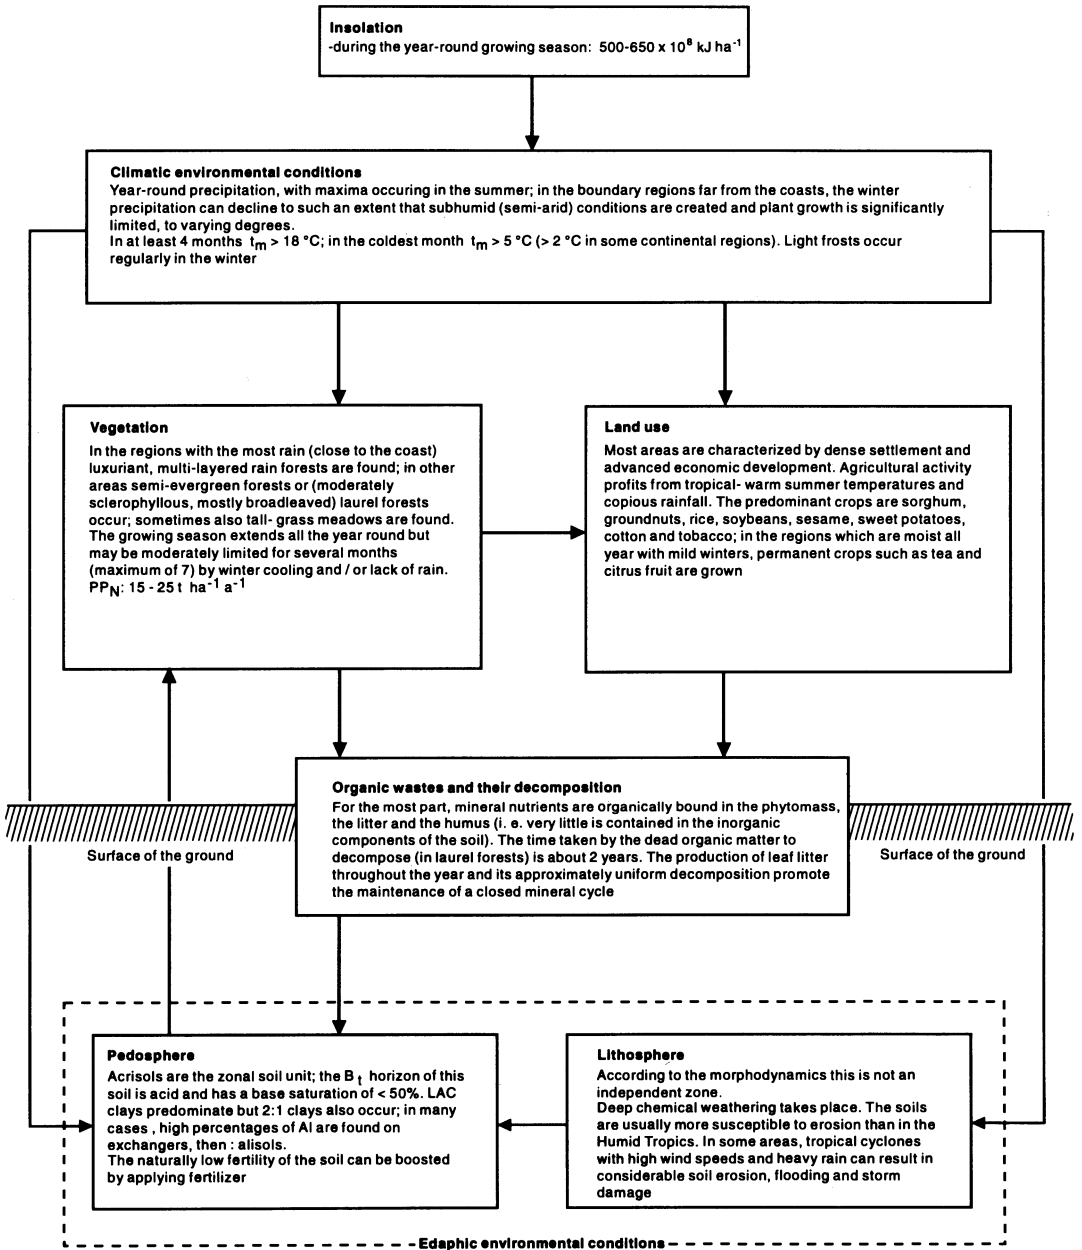 Insolation
-during the year-round growing season: 500-650 x 10⁸ kJ ha⁻¹
Climatic environmental conditions
Year-round precipitation, with maxima occuring in the summer; in the boundary regions far from the coasts, the winter
precipitation can decline to such an extent that subhumid (semi-arid) conditions are created and plant growth is significantly
limited, to varying degrees.
In at least 4 months tm > 18 °C; in the coldest month tm > 5 °C (> 2 °C in some continental regions). Light frosts occur
regularly in the winter
Vegetation
In the regions with the most rain (close to the coast)
luxuriant, multi-layered rain forests are found; in other
areas semi-evergreen forests or (moderately
sclerophyllous, mostly broadleaved) laurel forests
occur; sometimes also tall- grass meadows are found.
The growing season extends all the year round but
may be moderately limited for several months
(maximum of 7) by winter cooling and / or lack of rain.
PPN: 15 - 25 t ha⁻¹ a⁻¹
Land use
Most areas are characterized by dense settlement and
advanced economic development. Agricultural activity
profits from tropical- warm summer temperatures and
copious rainfall. The predominant crops are sorghum,
groundnuts, rice, soybeans, sesame, sweet potatoes,
cotton and tobacco; in the regions which are moist all
year with mild winters, permanent crops such as tea and
citrus fruit are grown
Organic wastes and their decomposition
For the most part, mineral nutrients are organically bound in the phytomass,
the litter and the humus (i. e. very little is contained in the inorganic
components of the soil). The time taken by the dead organic matter to
decompose (in laurel forests) is about 2 years. The production of leaf litter
throughout the year and its approximately uniform decomposition promote
the maintenance of a closed mineral cycle
Surface of the ground
Surface of the ground
Pedosphere
Acrisols are the zonal soil unit; the B t horizon of this
soil is acid and has a base saturation of < 50%. LAC
clays predominate but 2:1 clays also occur; in many
cases , high percentages of Al are found on
exchangers, then : alisols.
The naturally low fertility of the soil can be boosted
by applying fertilizer
Lithosphere
According to the morphodynamics this is not an
independent zone.
Deep chemical weathering takes place. The soils
are usually more susceptible to erosion than in the
Humid Tropics. In some areas, tropical cyclones
with high wind speeds and heavy rain can result in
considerable soil erosion, flooding and storm
damage
Edaphic environmental conditions